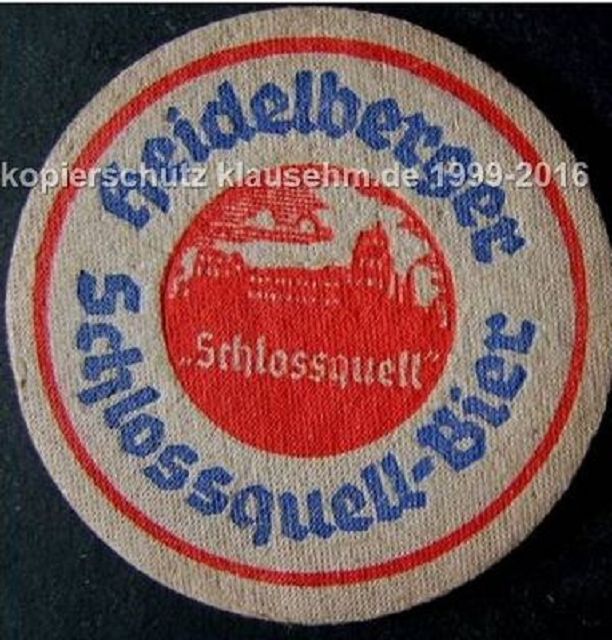 Heidelberger
kopierschutz klausehm.de 1999-2016
„Schlossquell“
Schlossquell-Bier